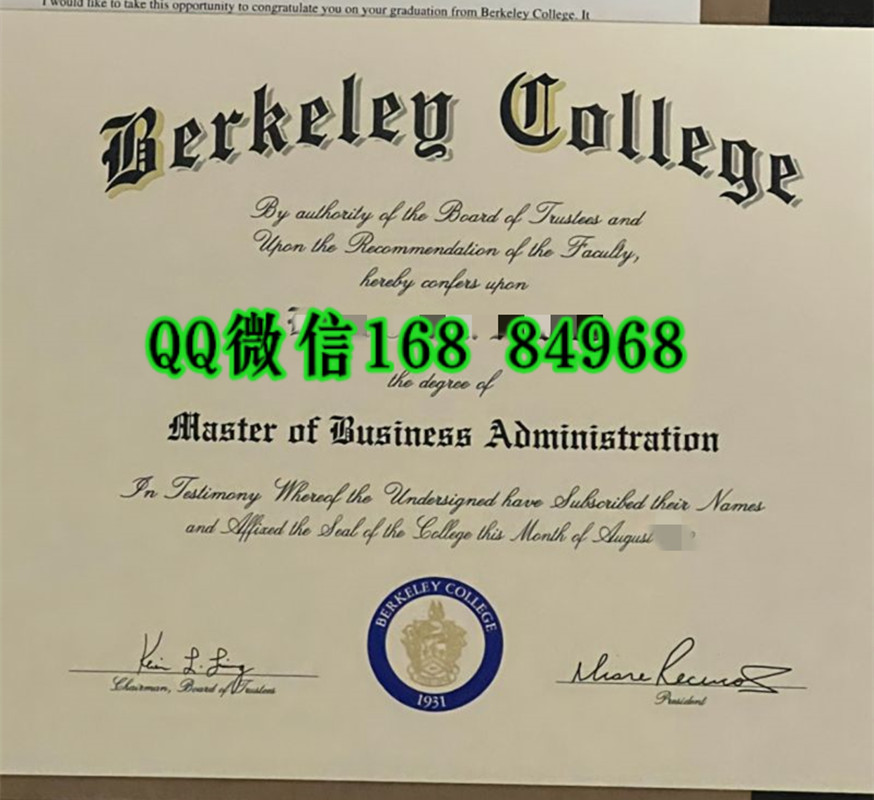 I would like to take this opportunity to congratulate you on your graduation from Berkeley College. It
Berkeley College
By authority of the Board of Trustees and
Upon the Recommendation of the Faculty,
hereby confers upon
QQ微信168 84968
the degree of
Master of Business Administration
In Testimony Whereof the Undersigned have Subscribed their Names
and Affixed the Seal of the College this Month of August
BERKELEY COLLEGE
1931
Chairman, Board of Trustees
President